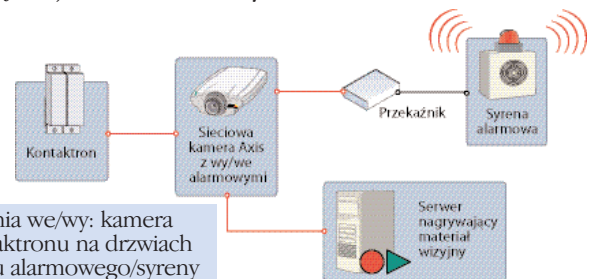 Kontaktron
Sieciowa
kamera Axis
z wy/we
alarmowymi
Przekaźnik
Syrena
alarmowa
Serwer
nagrywający
materiał
wizyjny
nia we/wy: kamera
aktronu na drzwiach
u alarmowego/syreny